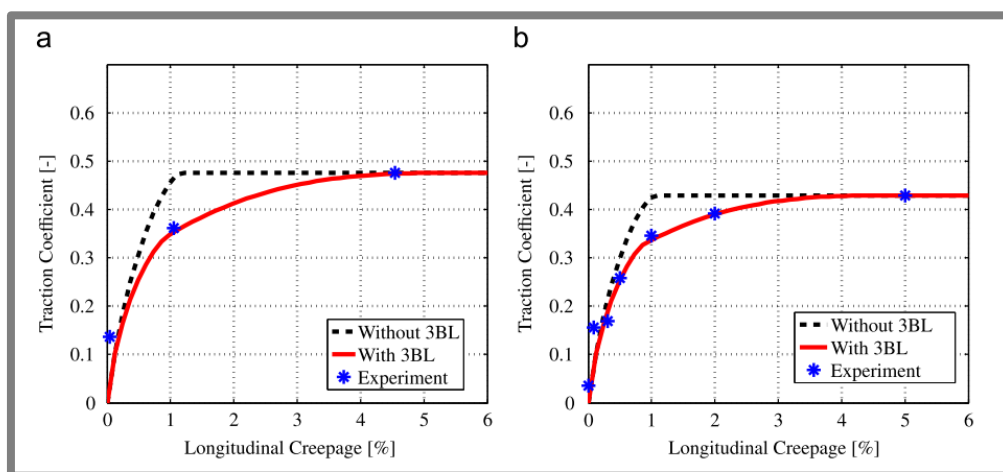 a
Traction Coefficient [-]
0.6
0.5
0.4
0.3
0.2
0.1
0
0 1 2 3 4 5 6
Longitudinal Creepage [%]
Without 3BL
With 3BL
Experiment
b
Traction Coefficient [-]
0.6
0.5
0.4
0.3
0.2
0.1
0
0 1 2 3 4 5 6
Longitudinal Creepage [%]
Without 3BL
With 3BL
Experiment